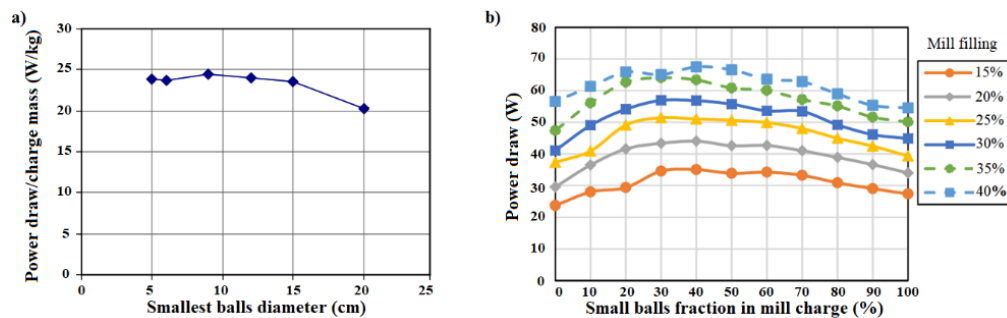 a)
Power draw/charge mass (W/kg)
30
25
20
15
10
5
0
0 5 10 15 20 25
Smallest balls diameter (cm)
b)
Power draw (W)
80
70
60
50
40
30
20
10
0
0 10 20 30 40 50 60 70 80 90 100
Small balls fraction in mill charge (%)
Mill filling
15%
20%
25%
30%
35%
40%